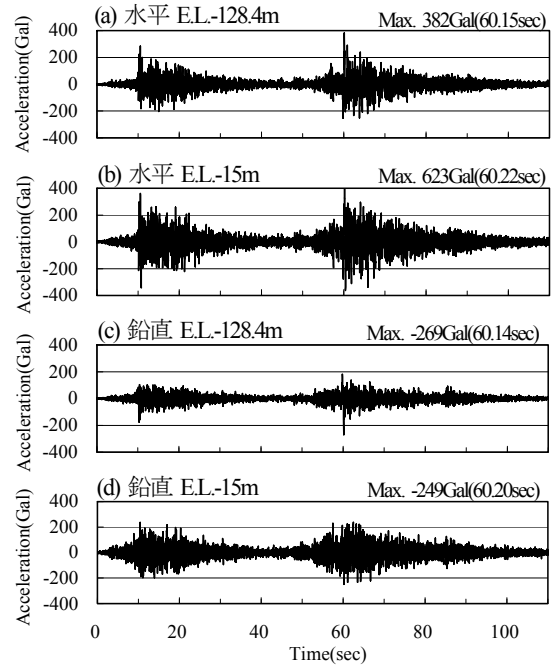 (a) 水平 E.L.-128.4m Max. 382Gal(60.15sec)
400
200
0
-200
-400
Acceleration(Gal)
(b) 水平 E.L.-15m Max. 623Gal(60.22sec)
400
200
0
-200
-400
Acceleration(Gal)
(c) 鉛直 E.L.-128.4m Max. -269Gal(60.14sec)
400
200
0
-200
-400
Acceleration(Gal)
(d) 鉛直 E.L.-15m Max. -249Gal(60.20sec)
400
200
0
-200
-400
Acceleration(Gal)
0 20 40 60 80 100
Time(sec)